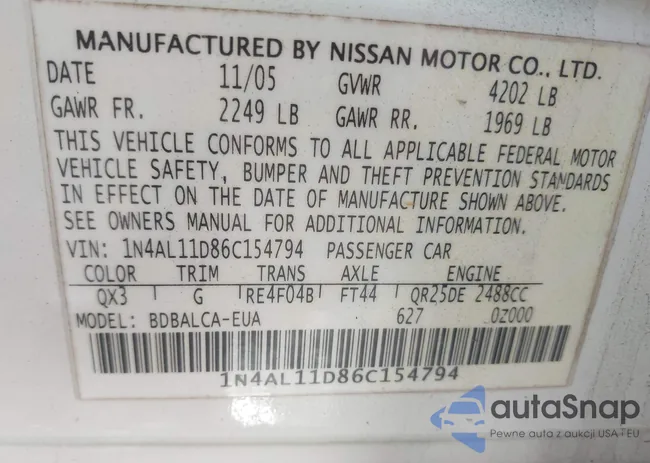 MANUFACTURED BY NISSAN MOTOR CO., LTD.
DATE 11/05 GVWR 4202 LB
GAWR FR. 2249 LB GAWR RR. 1969 LB
THIS VEHICLE CONFORMS TO ALL APPLICABLE FEDERAL MOTOR
VEHICLE SAFETY, BUMPER AND THEFT PREVENTION STANDARDS
IN EFFECT ON THE DATE OF MANUFACTURE SHOWN ABOVE.
SEE OWNERS MANUAL FOR ADDITIONAL INFORMATION.
VIN: 1N4AL11D86C154794 PASSENGER CAR
COLOR TRIM TRANS AXLE ENGINE
QX3 G RE4F04B FT44 QR25DE 2488CC
MODEL: BDBALCA-EUA 627 0Z000
1N4AL11D86C154794
autaSnap
Pewne auta z aukcji USA i EU